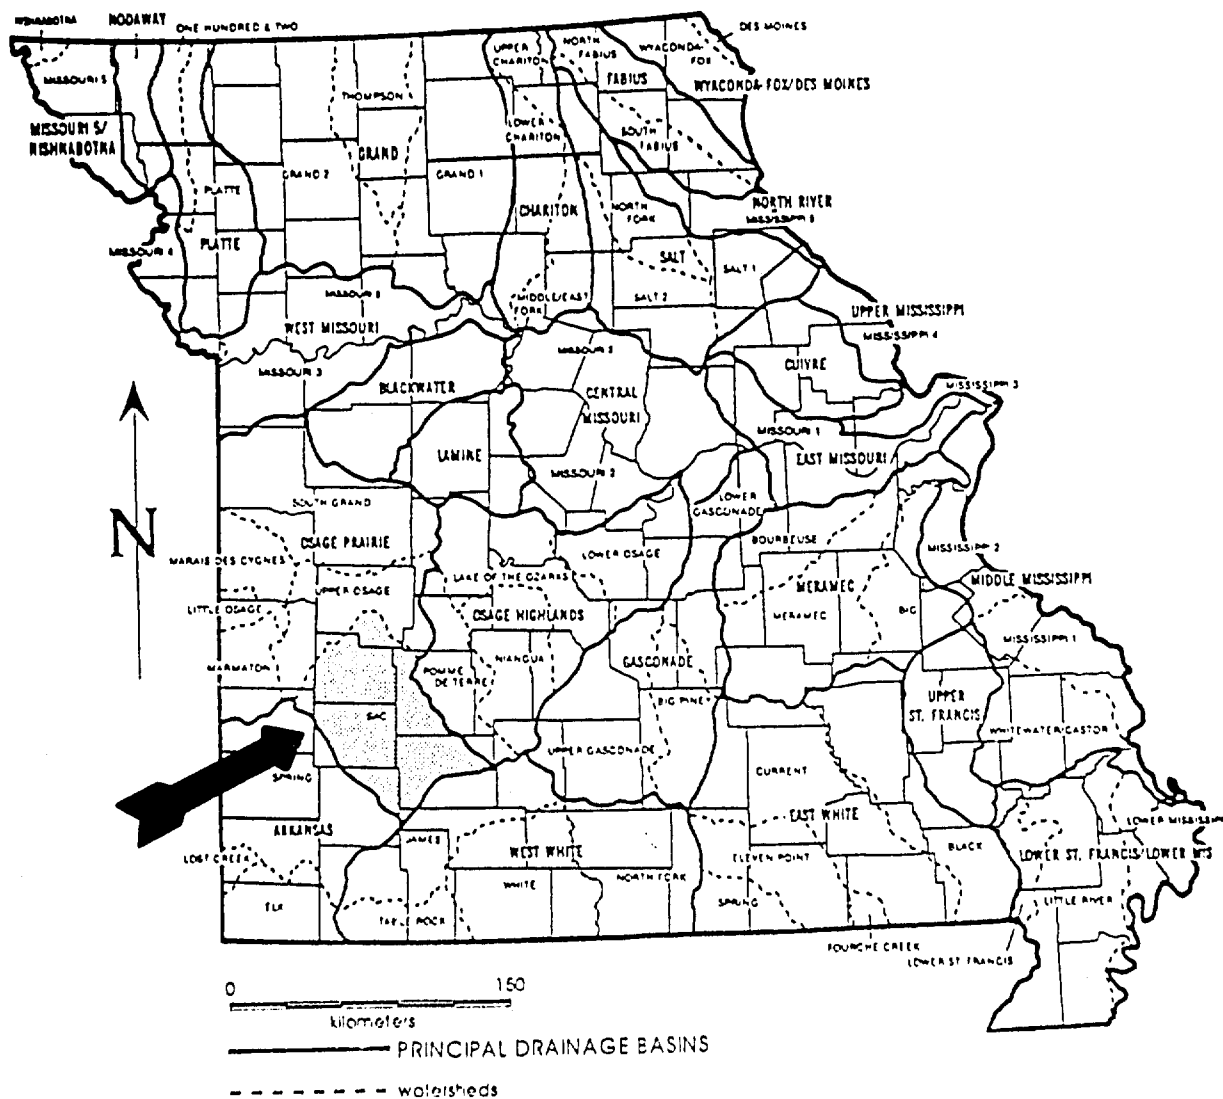 NISHNABOTNA
NODAWAY
ONE HUNDRED & TWO
DES MOINES
UPPER
CHARITON
NORTH
FABIUS
WYACONDA-
FOX
MISSOURI 5
FABIUS
WYACONDA-FOX/DES MOINES
THOMPSON
MISSOURI 5/
NISHNABOTNA
LOWER
CHARITON
SOUTH
FABIUS
GRAND
GRAND 2
GRAND 1
PLATTE
NORTH RIVER
CHARITON
NORTH
FORK
PLATTE
MISSOURI 4
SALT
SALT 1
MIDDLE/EAST
FORK
SALT 2
WEST MISSOURI
UPPER MISSISSIPPI
MISSISSIPPI 4
MISSOURI 2
CUIVRE
MISSOURI 3
BLACKWATER
CENTRAL
MISSOURI
MISSISSIPPI 3
MISSOURI 1
LAMINE
EAST MISSOURI
MISSOURI 2
SOUTH GRAND
LOWER
GASCONADE
OSAGE PRAIRIE
BOURBEUSE
N
MARAIS DES CYGNES
LOWER OSAGE
MISSISSIPPI 2
LAKE OF THE OZARKS
MIDDLE MISSISSIPPI
UPPER OSAGE
MERAMEC
LITTLE OSAGE
OSAGE HIGHLANDS
MERAMEC
BIG
MISSISSIPPI 1
MARMATON
POMME
DE TERRE
NIANGUA
GASCONADE
BIG PINEY
UPPER
ST. FRANCIS
SAC
WHITEWATER/CASTOR
UPPER GASCONADE
SPRING
CURRENT
EAST WHITE
LOWER MISSISSIPPI
ARKANSAS
JAMES
WEST WHITE
BLACK
LOST CREEK
ELEVEN POINT
LOWER ST. FRANCIS/LOWER MIS
WHITE
NORTH FORK
ELK
TABLE ROCK
SPRING
LITTLE RIVER
FOURCHE CREEK
LOWER ST. FRANCIS
0 150
kilometers
PRINCIPAL DRAINAGE BASINS
watersheds